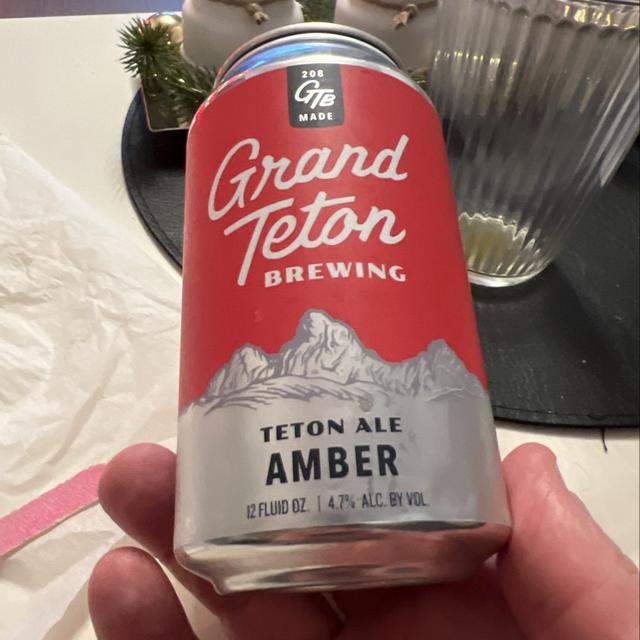 208
GTB
MADE
Grand
Teton
BREWING
TETON ALE
AMBER
12 FLUID OZ. | 4.7% ALC. BY VOL.